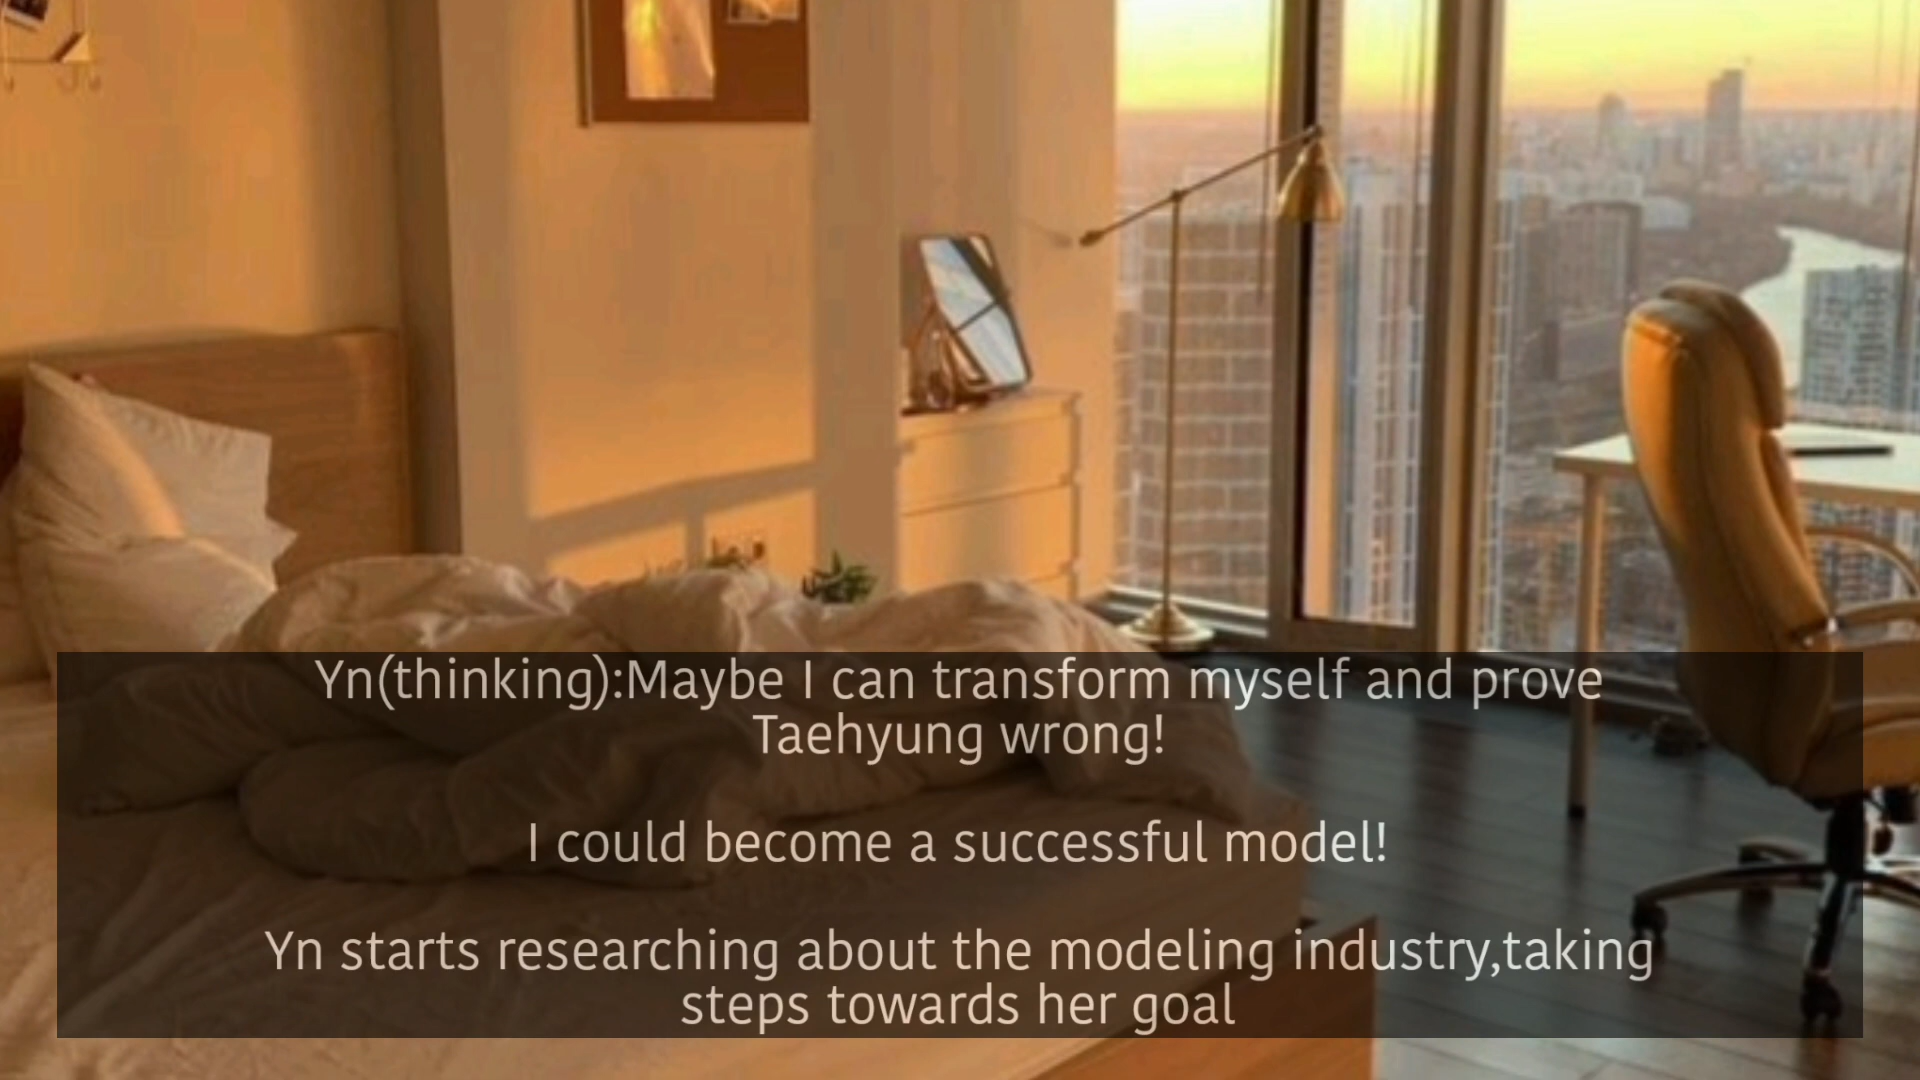 Yn(thinking):Maybe I can transform myself and prove
Taehyung wrong!
I could become a successful model!
Yn starts researching about the modeling industry,taking
steps towards her goal